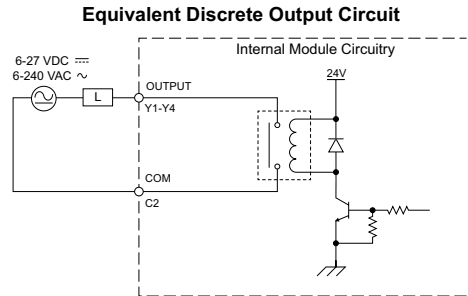 Equivalent Discrete Output Circuit
Internal Module Circuitry
6-27 VDC ⎓
6-240 VAC ∿
24V
L
OUTPUT
Y1-Y4
COM
C2